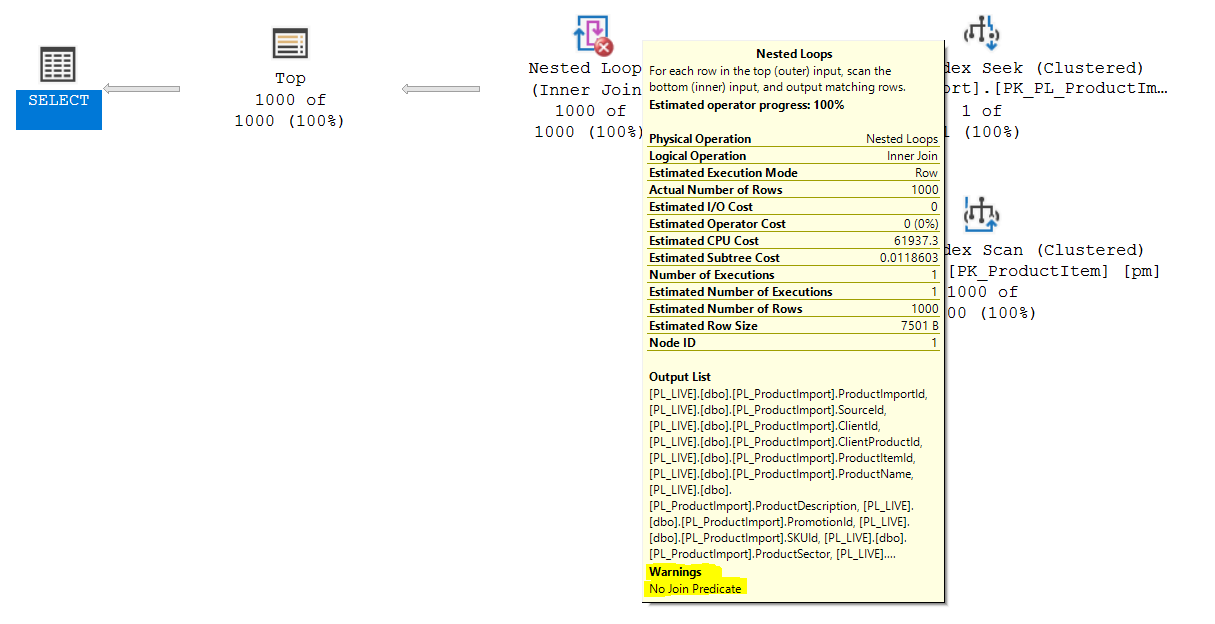 SELECT
Top
1000 of
1000 (100%)
Nested Loop
(Inner Join
1000 of
1000 (100%)
Nested Loops
For each row in the top (outer) input, scan the
bottom (inner) input, and output matching rows.
Estimated operator progress: 100%
Physical Operation Nested Loops
Logical Operation Inner Join
Estimated Execution Mode Row
Actual Number of Rows 1000
Estimated I/O Cost 0
Estimated Operator Cost 0 (0%)
Estimated CPU Cost 61937.3
Estimated Subtree Cost 0.0118603
Number of Executions 1
Estimated Number of Executions 1
Estimated Number of Rows 1000
Estimated Row Size 7501 B
Node ID 1
Output List
[PL_LIVE].[dbo].[PL_ProductImport].ProductImportId,
[PL_LIVE].[dbo].[PL_ProductImport].SourceId,
[PL_LIVE].[dbo].[PL_ProductImport].ClientId,
[PL_LIVE].[dbo].[PL_ProductImport].ClientProductId,
[PL_LIVE].[dbo].[PL_ProductImport].ProductItemId,
[PL_LIVE].[dbo].[PL_ProductImport].ProductName,
[PL_LIVE].[dbo].
[PL_ProductImport].ProductDescription, [PL_LIVE].
[dbo].[PL_ProductImport].PromotionId, [PL_LIVE].
[dbo].[PL_ProductImport].SKUId, [PL_LIVE].[dbo].
[PL_ProductImport].ProductSector, [PL_LIVE]....
Warnings
No Join Predicate
dex Seek (Clustered)
ort].[PK_PL_ProductIm…
1 of
1 (100%)
dex Scan (Clustered)
[PK_ProductItem] [pm]
1000 of
00 (100%)